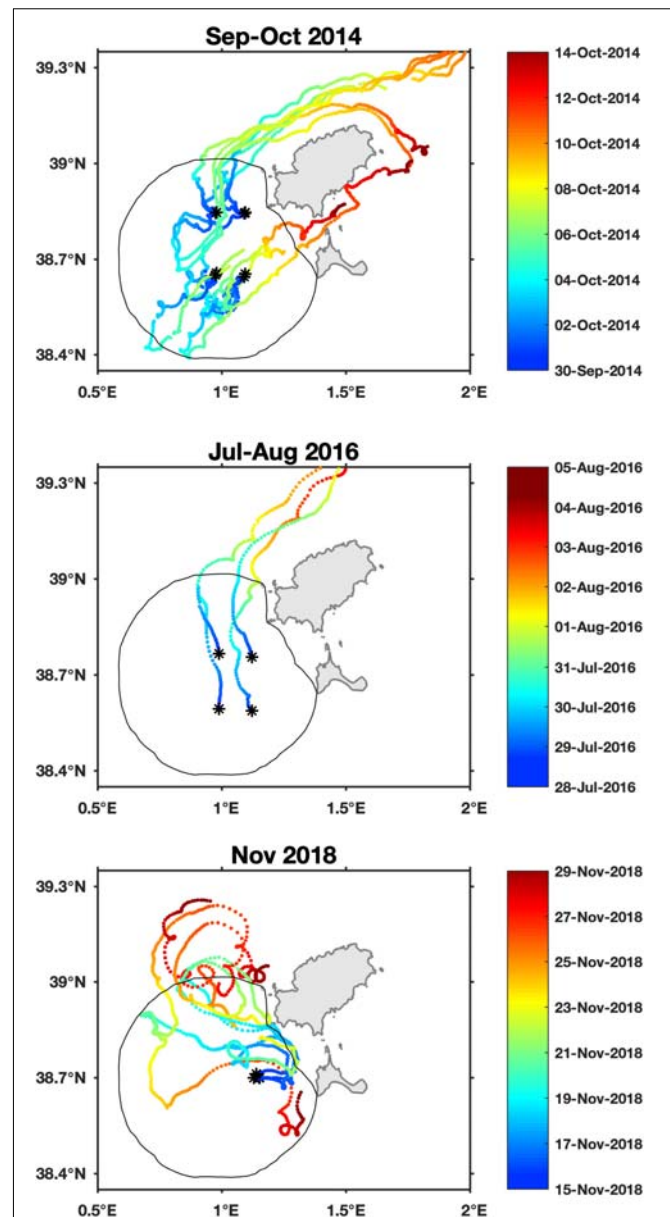 Sep-Oct 2014
39.3°N
39°N
38.7°N
38.4°N
0.5°E 1°E 1.5°E 2°E
14-Oct-2014
12-Oct-2014
10-Oct-2014
08-Oct-2014
06-Oct-2014
04-Oct-2014
02-Oct-2014
30-Sep-2014
Jul-Aug 2016
39.3°N
39°N
38.7°N
38.4°N
0.5°E 1°E 1.5°E 2°E
05-Aug-2016
04-Aug-2016
03-Aug-2016
02-Aug-2016
01-Aug-2016
31-Jul-2016
30-Jul-2016
29-Jul-2016
28-Jul-2016
Nov 2018
39.3°N
39°N
38.7°N
38.4°N
0.5°E 1°E 1.5°E 2°E
29-Nov-2018
27-Nov-2018
25-Nov-2018
23-Nov-2018
21-Nov-2018
19-Nov-2018
17-Nov-2018
15-Nov-2018